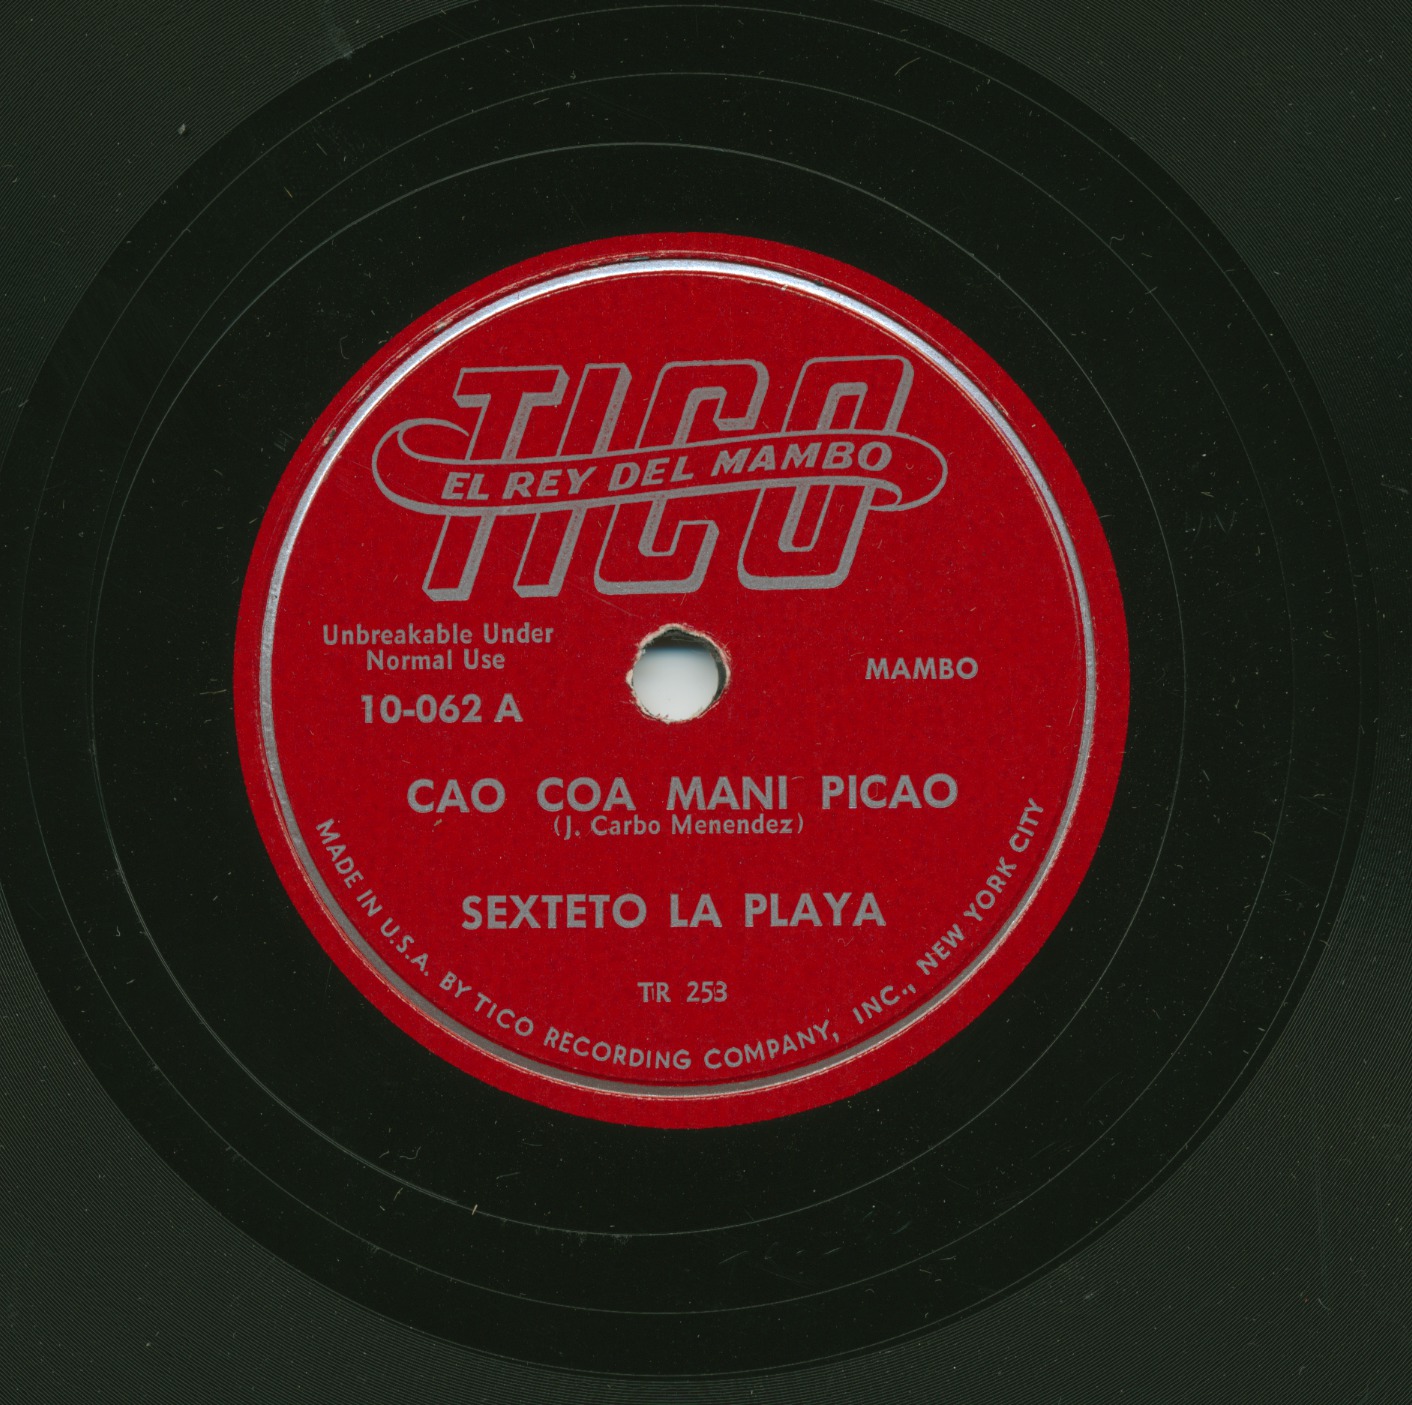 TICO
EL REY DEL MAMBO
Unbreakable Under
Normal Use
10-062 A
MAMBO
CAO COA MANI PICAO
(J. Carbo Menendez)
SEXTETO LA PLAYA
TR 253
MADE IN U.S.A. BY TICO RECORDING COMPANY, INC., NEW YORK CITY